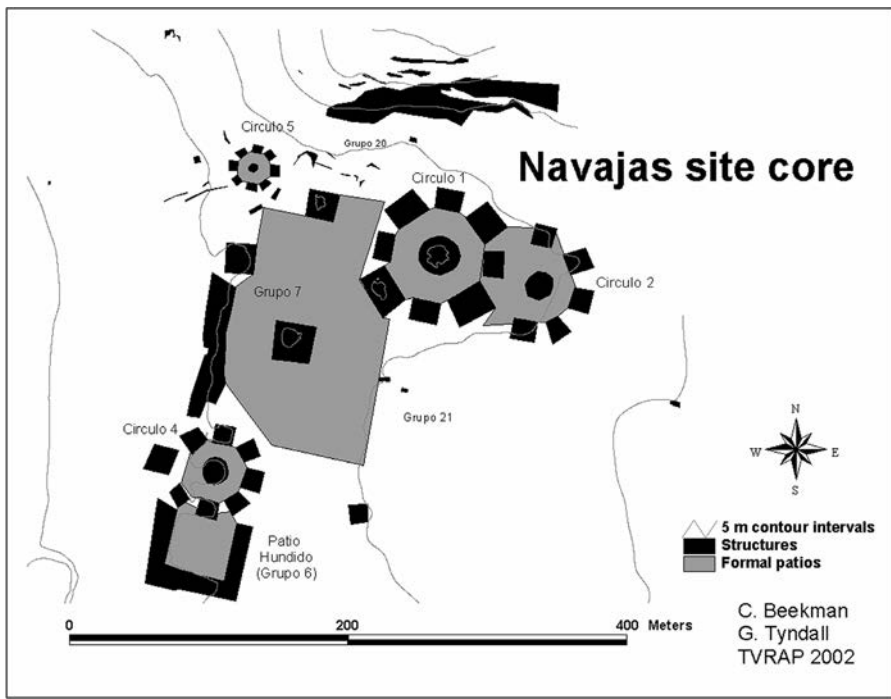 Navajas site core
Circulo 5
Grupo 20
Circulo 1
Circulo 2
Grupo 7
Grupo 21
Circulo 4
Patio
Hundido
(Grupo 6)
N
W E
S
5 m contour intervals
Structures
Formal patios
0 200 400 Meters
C. Beekman
G. Tyndall
TVRAP 2002